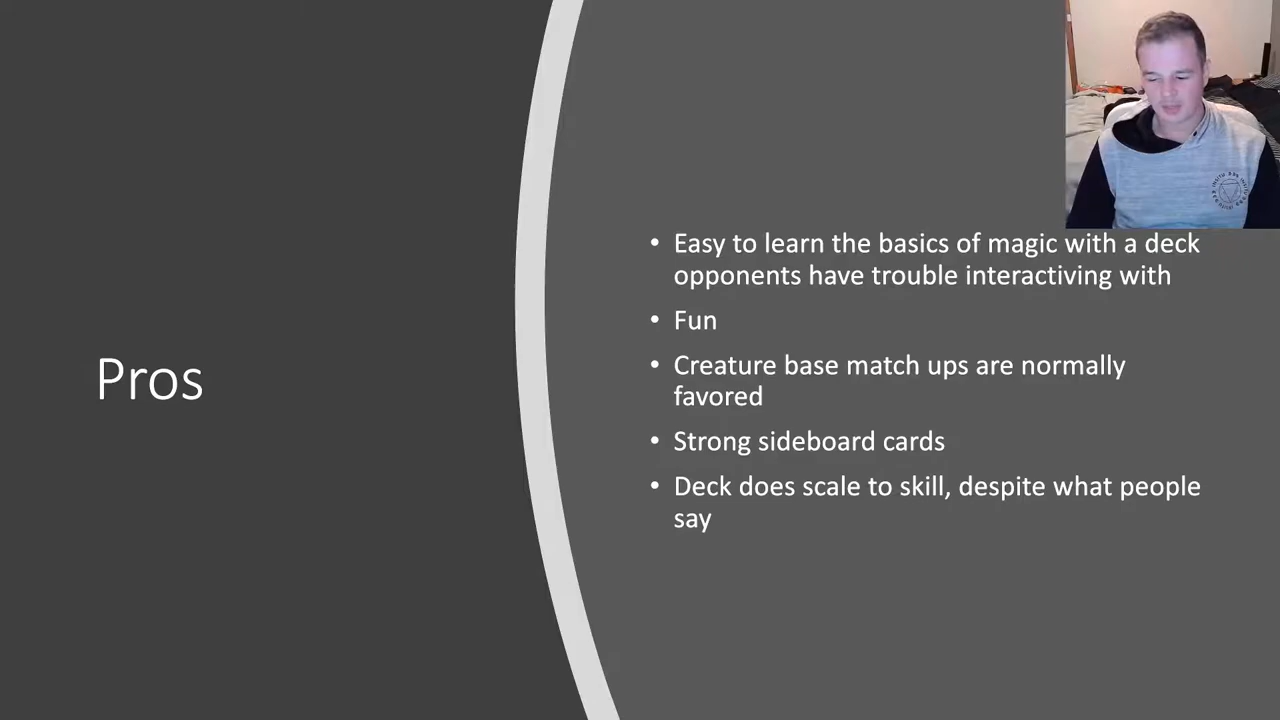 Pros
• Easy to learn the basics of magic with a deck
opponents have trouble interactiving with
• Fun
• Creature base match ups are normally
favored
• Strong sideboard cards
• Deck does scale to skill, despite what people
say